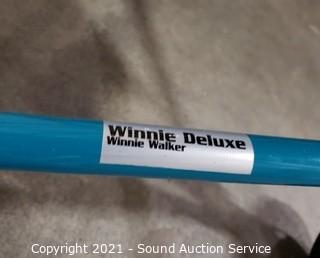 Winnie Deluxe
Winnie Walker
Copyright 2021 - Sound Auction Service